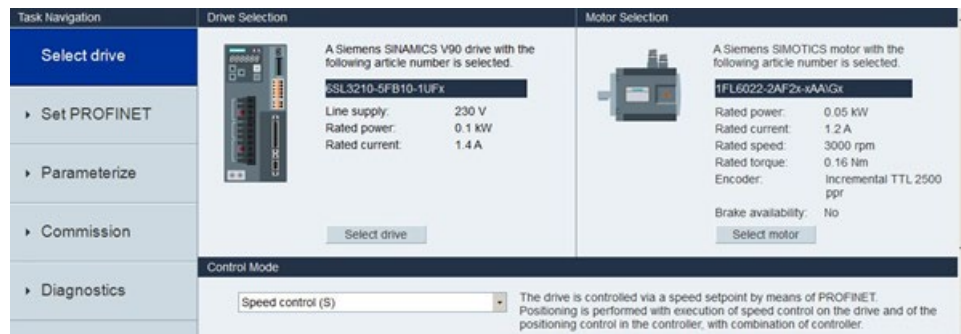 Task Navigation
Select drive
Set PROFINET
Parameterize
Commission
Diagnostics
Drive Selection
A Siemens SINAMICS V90 drive with the
following article number is selected.
6SL3210-5FB10-1UFx
Line supply: 230 V
Rated power: 0.1 kW
Rated current: 1.4 A
Select drive
Motor Selection
A Siemens SIMOTICS motor with the
following article number is selected.
1FL6022-2AF2x-xAA\Gx
Rated power: 0.05 kW
Rated current: 1.2 A
Rated speed: 3000 rpm
Rated torque: 0.16 Nm
Encoder: Incremental TTL 2500
ppr
Brake availability: No
Select motor
Control Mode
Speed control (S)
The drive is controlled via a speed setpoint by means of PROFINET.
Positioning is performed with execution of speed control on the drive and of the
positioning control in the controller, with combination of controller.